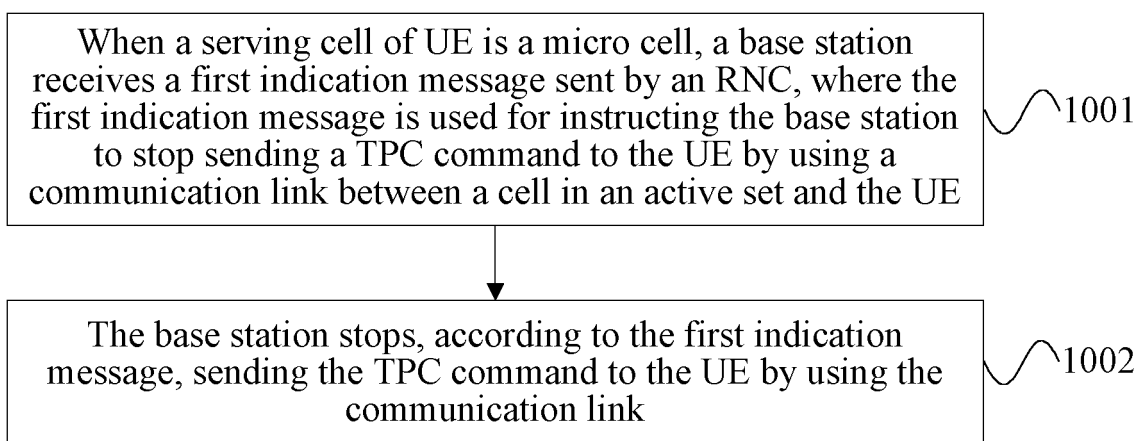 When a serving cell of UE is a micro cell, a base station
receives a first indication message sent by an RNC, where the
first indication message is used for instructing the base station
to stop sending a TPC command to the UE by using a
communication link between a cell in an active set and the UE
1001
The base station stops, according to the first indication
message, sending the TPC command to the UE by using the
communication link
1002